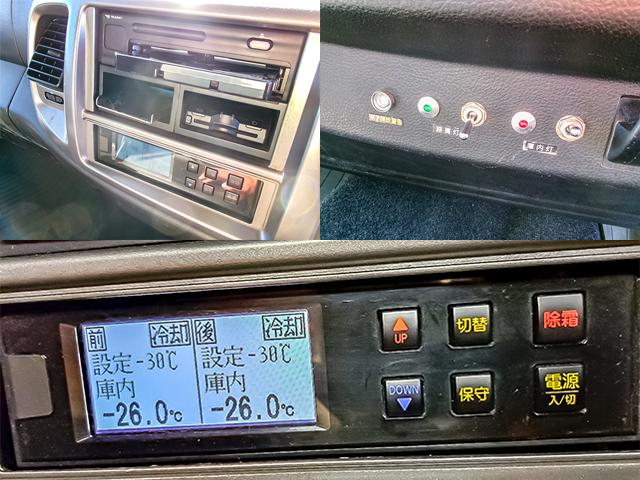 路肩灯
庫内灯
前 冷却 後 冷却
設定-30℃ 設定-30℃
庫内 庫内
-26.0℃ -26.0℃
UP
切替
除霜
DOWN
保守
電源
入/切